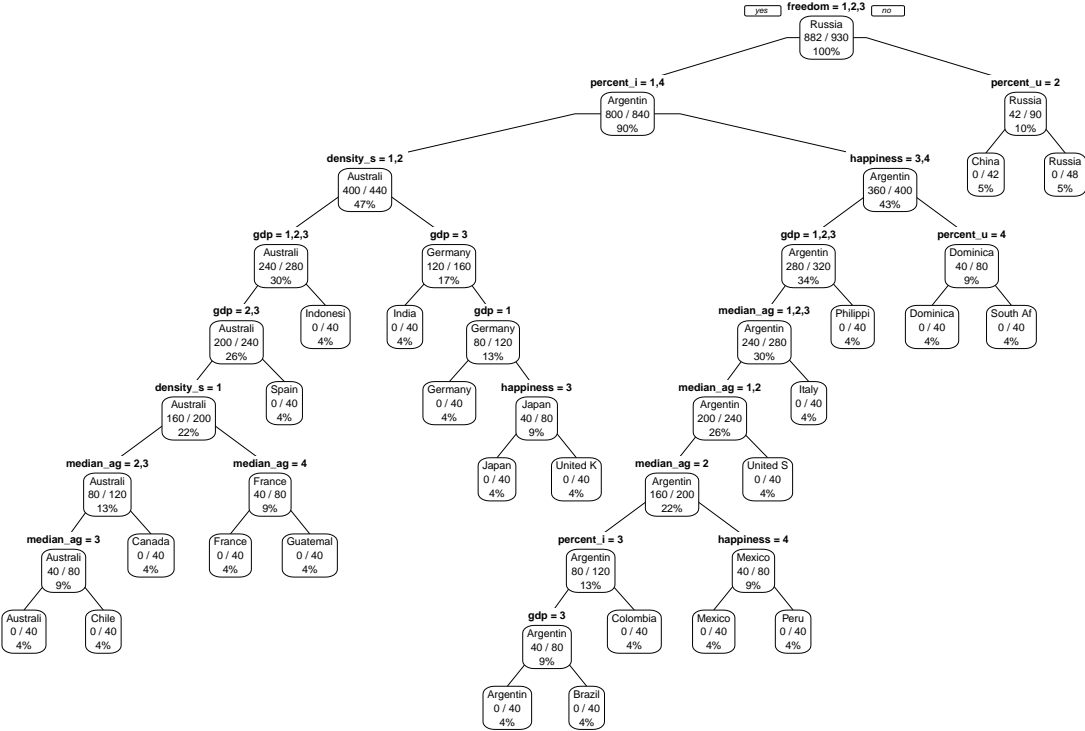 yes freedom = 1,2,3 no
Russia
882 / 930
100%
percent_i = 1,4 percent_u = 2
Argentin Russia
800 / 840 42 / 90
90% 10%
density_s = 1,2 happiness = 3,4
China Russia
0 / 42 0 / 48
5% 5%
Australi Argentin
400 / 440 360 / 400
47% 43%
gdp = 1,2,3 gdp = 3 gdp = 1,2,3 percent_u = 4
Australi Germany Argentin Dominica
240 / 280 120 / 160 280 / 320 40 / 80
30% 17% 34% 9%
gdp = 2,3 Indonesi India gdp = 1 median_ag = 1,2,3 Philippi Dominica South Af
0 / 40 0 / 40 0 / 40 0 / 40 0 / 40
4% 4% 4% 4% 4%
Australi Germany Argentin
200 / 240 80 / 120 240 / 280
26% 13% 30%
density_s = 1 Spain Germany happiness = 3 median_ag = 1,2 Italy
0 / 40 0 / 40 0 / 40
4% 4% 4%
Australi Japan Argentin
160 / 200 40 / 80 200 / 240
22% 9% 26%
median_ag = 2,3 median_ag = 4 Japan United K median_ag = 2 United S
0 / 40 0 / 40 0 / 40
4% 4% 4%
Australi France Argentin
80 / 120 40 / 80 160 / 200
13% 9% 22%
median_ag = 3 Canada France Guatemal percent_i = 3 happiness = 4
0 / 40 0 / 40 0 / 40
4% 4% 4%
Australi Argentin Mexico
40 / 80 80 / 120 40 / 80
9% 13% 9%
Australi Chile gdp = 3 Colombia Mexico Peru
0 / 40 0 / 40 0 / 40 0 / 40 0 / 40
4% 4% 4% 4% 4%
Argentin
40 / 80
9%
Argentin Brazil
0 / 40 0 / 40
4% 4%